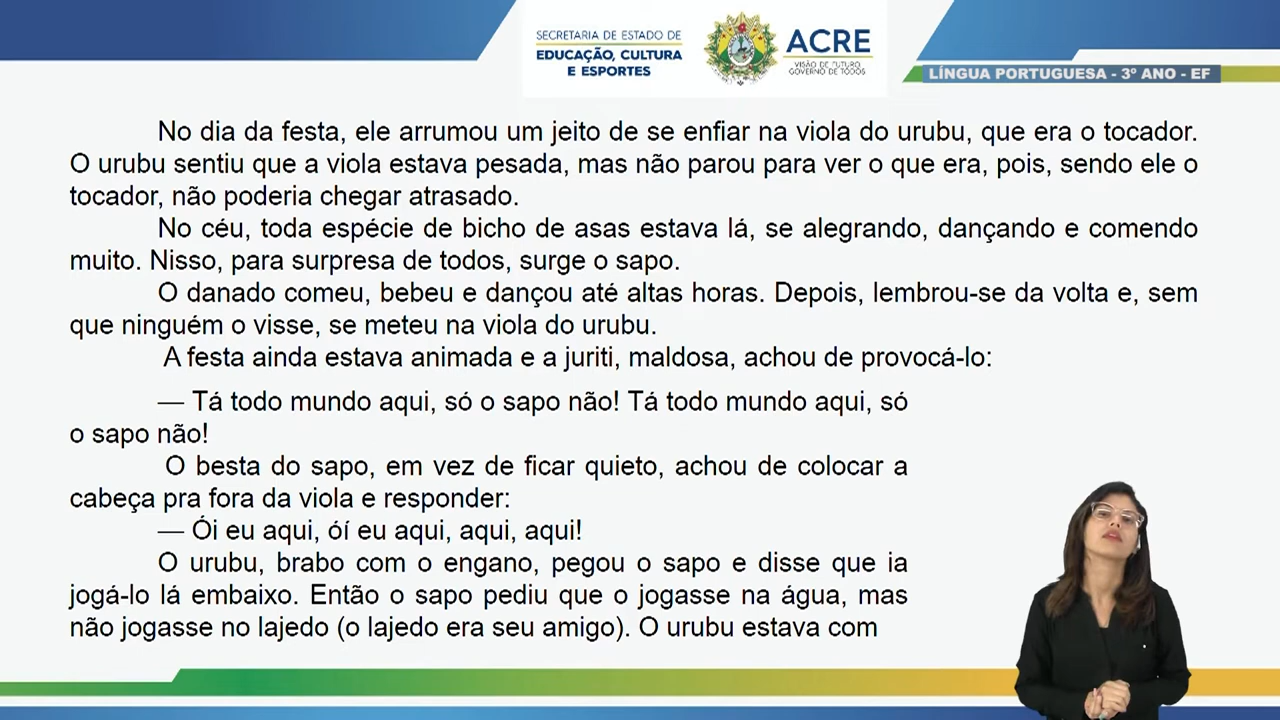 SECRETARIA DE ESTADO DE
EDUCAÇÃO, CULTURA
E ESPORTES
ACRE
VISÃO DE FUTURO,
GOVERNO DE TODOS
LÍNGUA PORTUGUESA - 3º ANO - EF
No dia da festa, ele arrumou um jeito de se enfiar na viola do urubu, que era o tocador.
O urubu sentiu que a viola estava pesada, mas não parou para ver o que era, pois, sendo ele o
tocador, não poderia chegar atrasado.
No céu, toda espécie de bicho de asas estava lá, se alegrando, dançando e comendo
muito. Nisso, para surpresa de todos, surge o sapo.
O danado comeu, bebeu e dançou até altas horas. Depois, lembrou-se da volta e, sem
que ninguém o visse, se meteu na viola do urubu.
A festa ainda estava animada e a juriti, maldosa, achou de provocá-lo:
— Tá todo mundo aqui, só o sapo não! Tá todo mundo aqui, só
o sapo não!
O besta do sapo, em vez de ficar quieto, achou de colocar a
cabeça pra fora da viola e responder:
— Ói eu aqui, óí eu aqui, aqui, aqui!
O urubu, brabo com o engano, pegou o sapo e disse que ia
jogá-lo lá embaixo. Então o sapo pediu que o jogasse na água, mas
não jogasse no lajedo (o lajedo era seu amigo). O urubu estava com